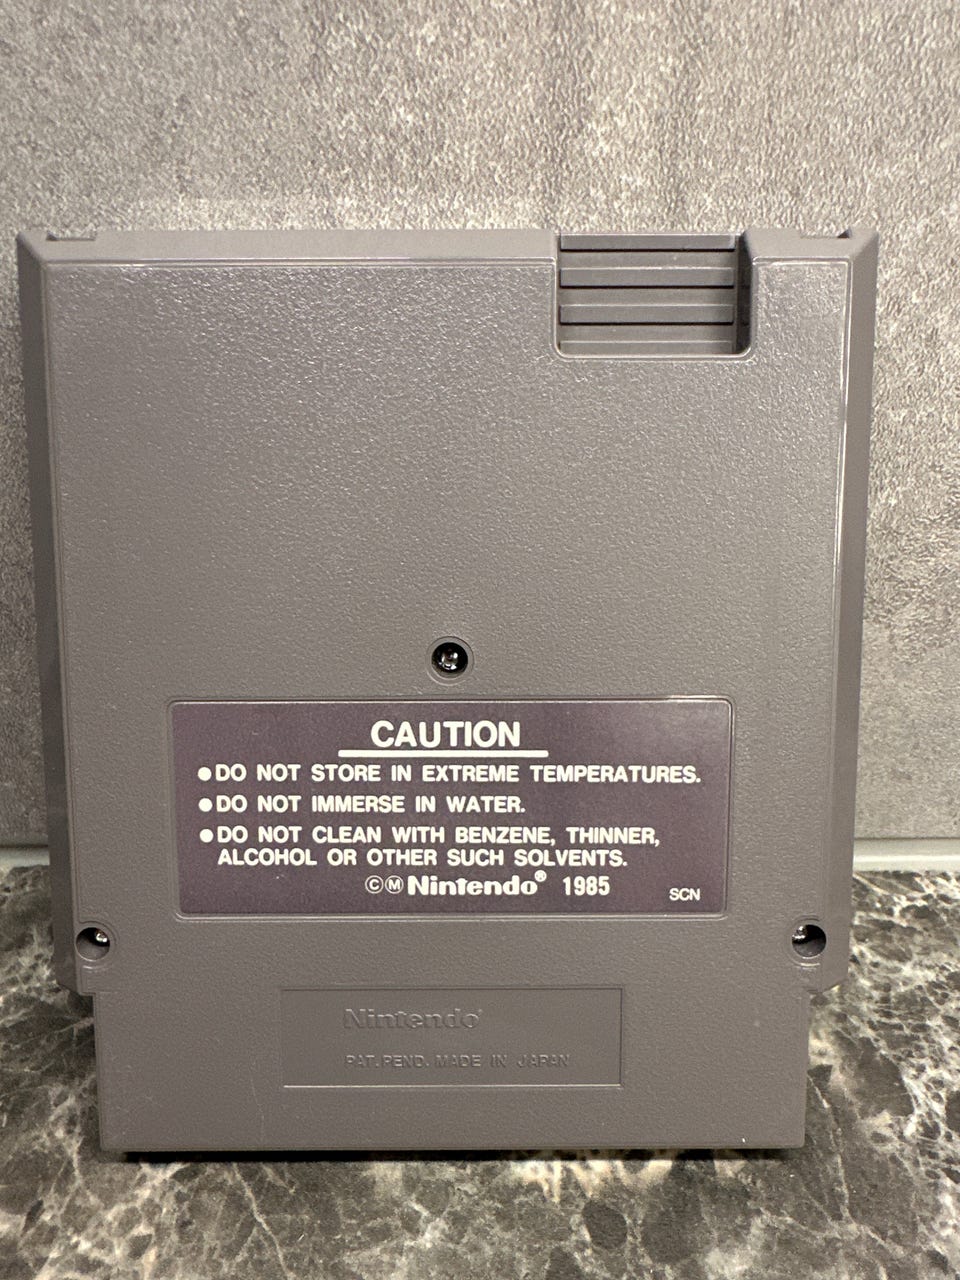 CAUTION
●DO NOT STORE IN EXTREME TEMPERATURES.
●DO NOT IMMERSE IN WATER.
●DO NOT CLEAN WITH BENZENE, THINNER,
ALCOHOL OR OTHER SUCH SOLVENTS.
©Ⓜ Nintendo® 1985
SCN
Nintendo
PAT. PEND. MADE IN JAPAN